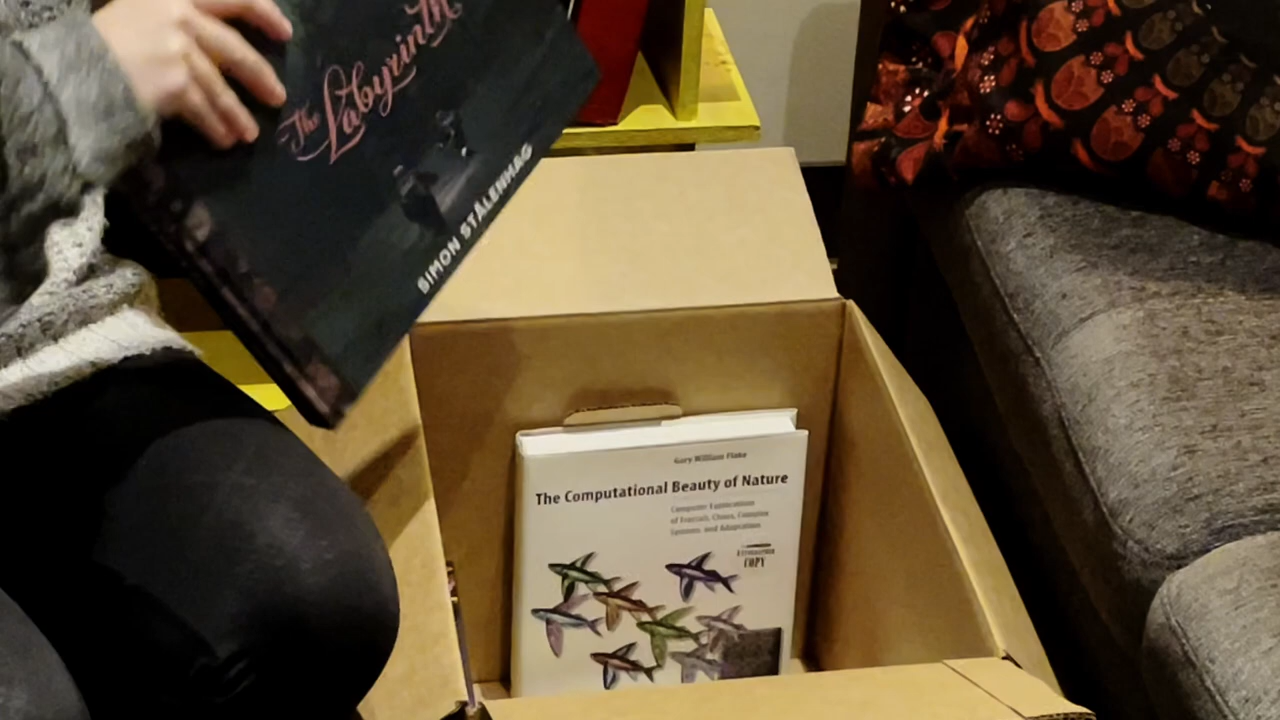 The Labyrinth
SIMON STÅLENHAG
Gary William Flake
The Computational Beauty of Nature
Computer Explorations
of Fractals, Chaos, Complex
Systems, and Adaptation
COPY